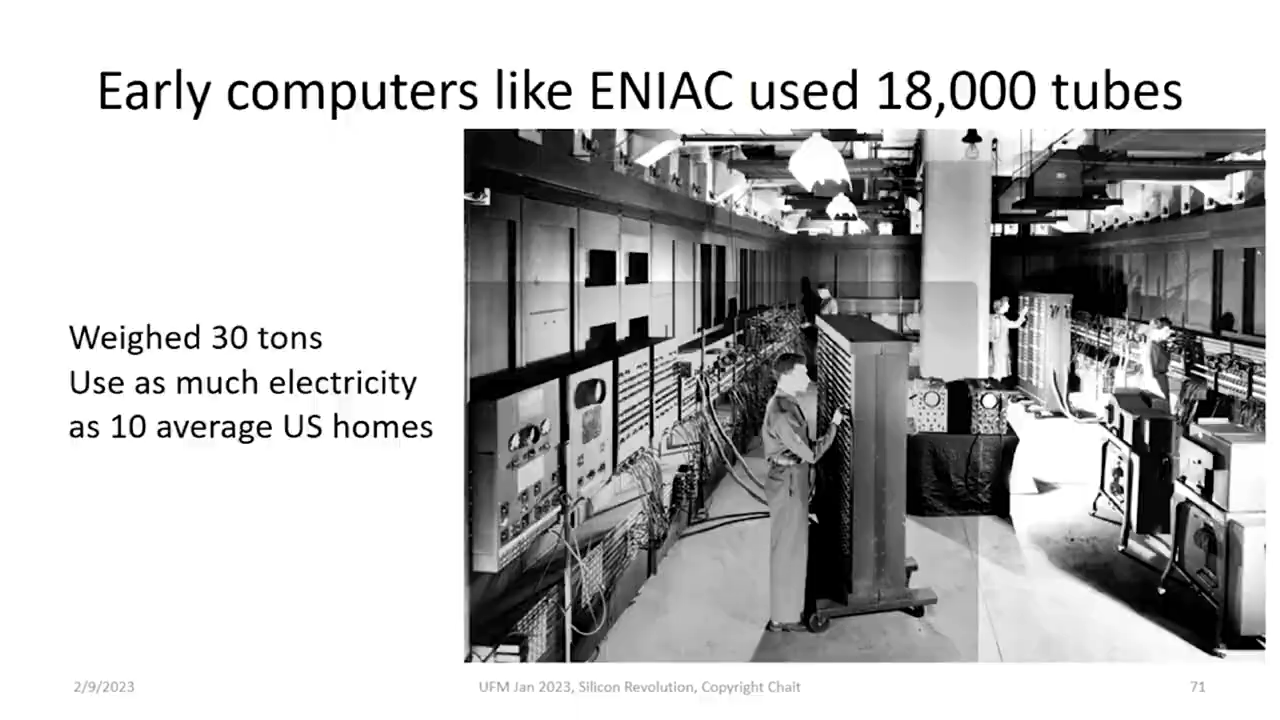 Early computers like ENIAC used 18,000 tubes
Weighed 30 tons
Use as much electricity
as 10 average US homes
2/9/2023
UFM Jan 2023, Silicon Revolution, Copyright Chait
71